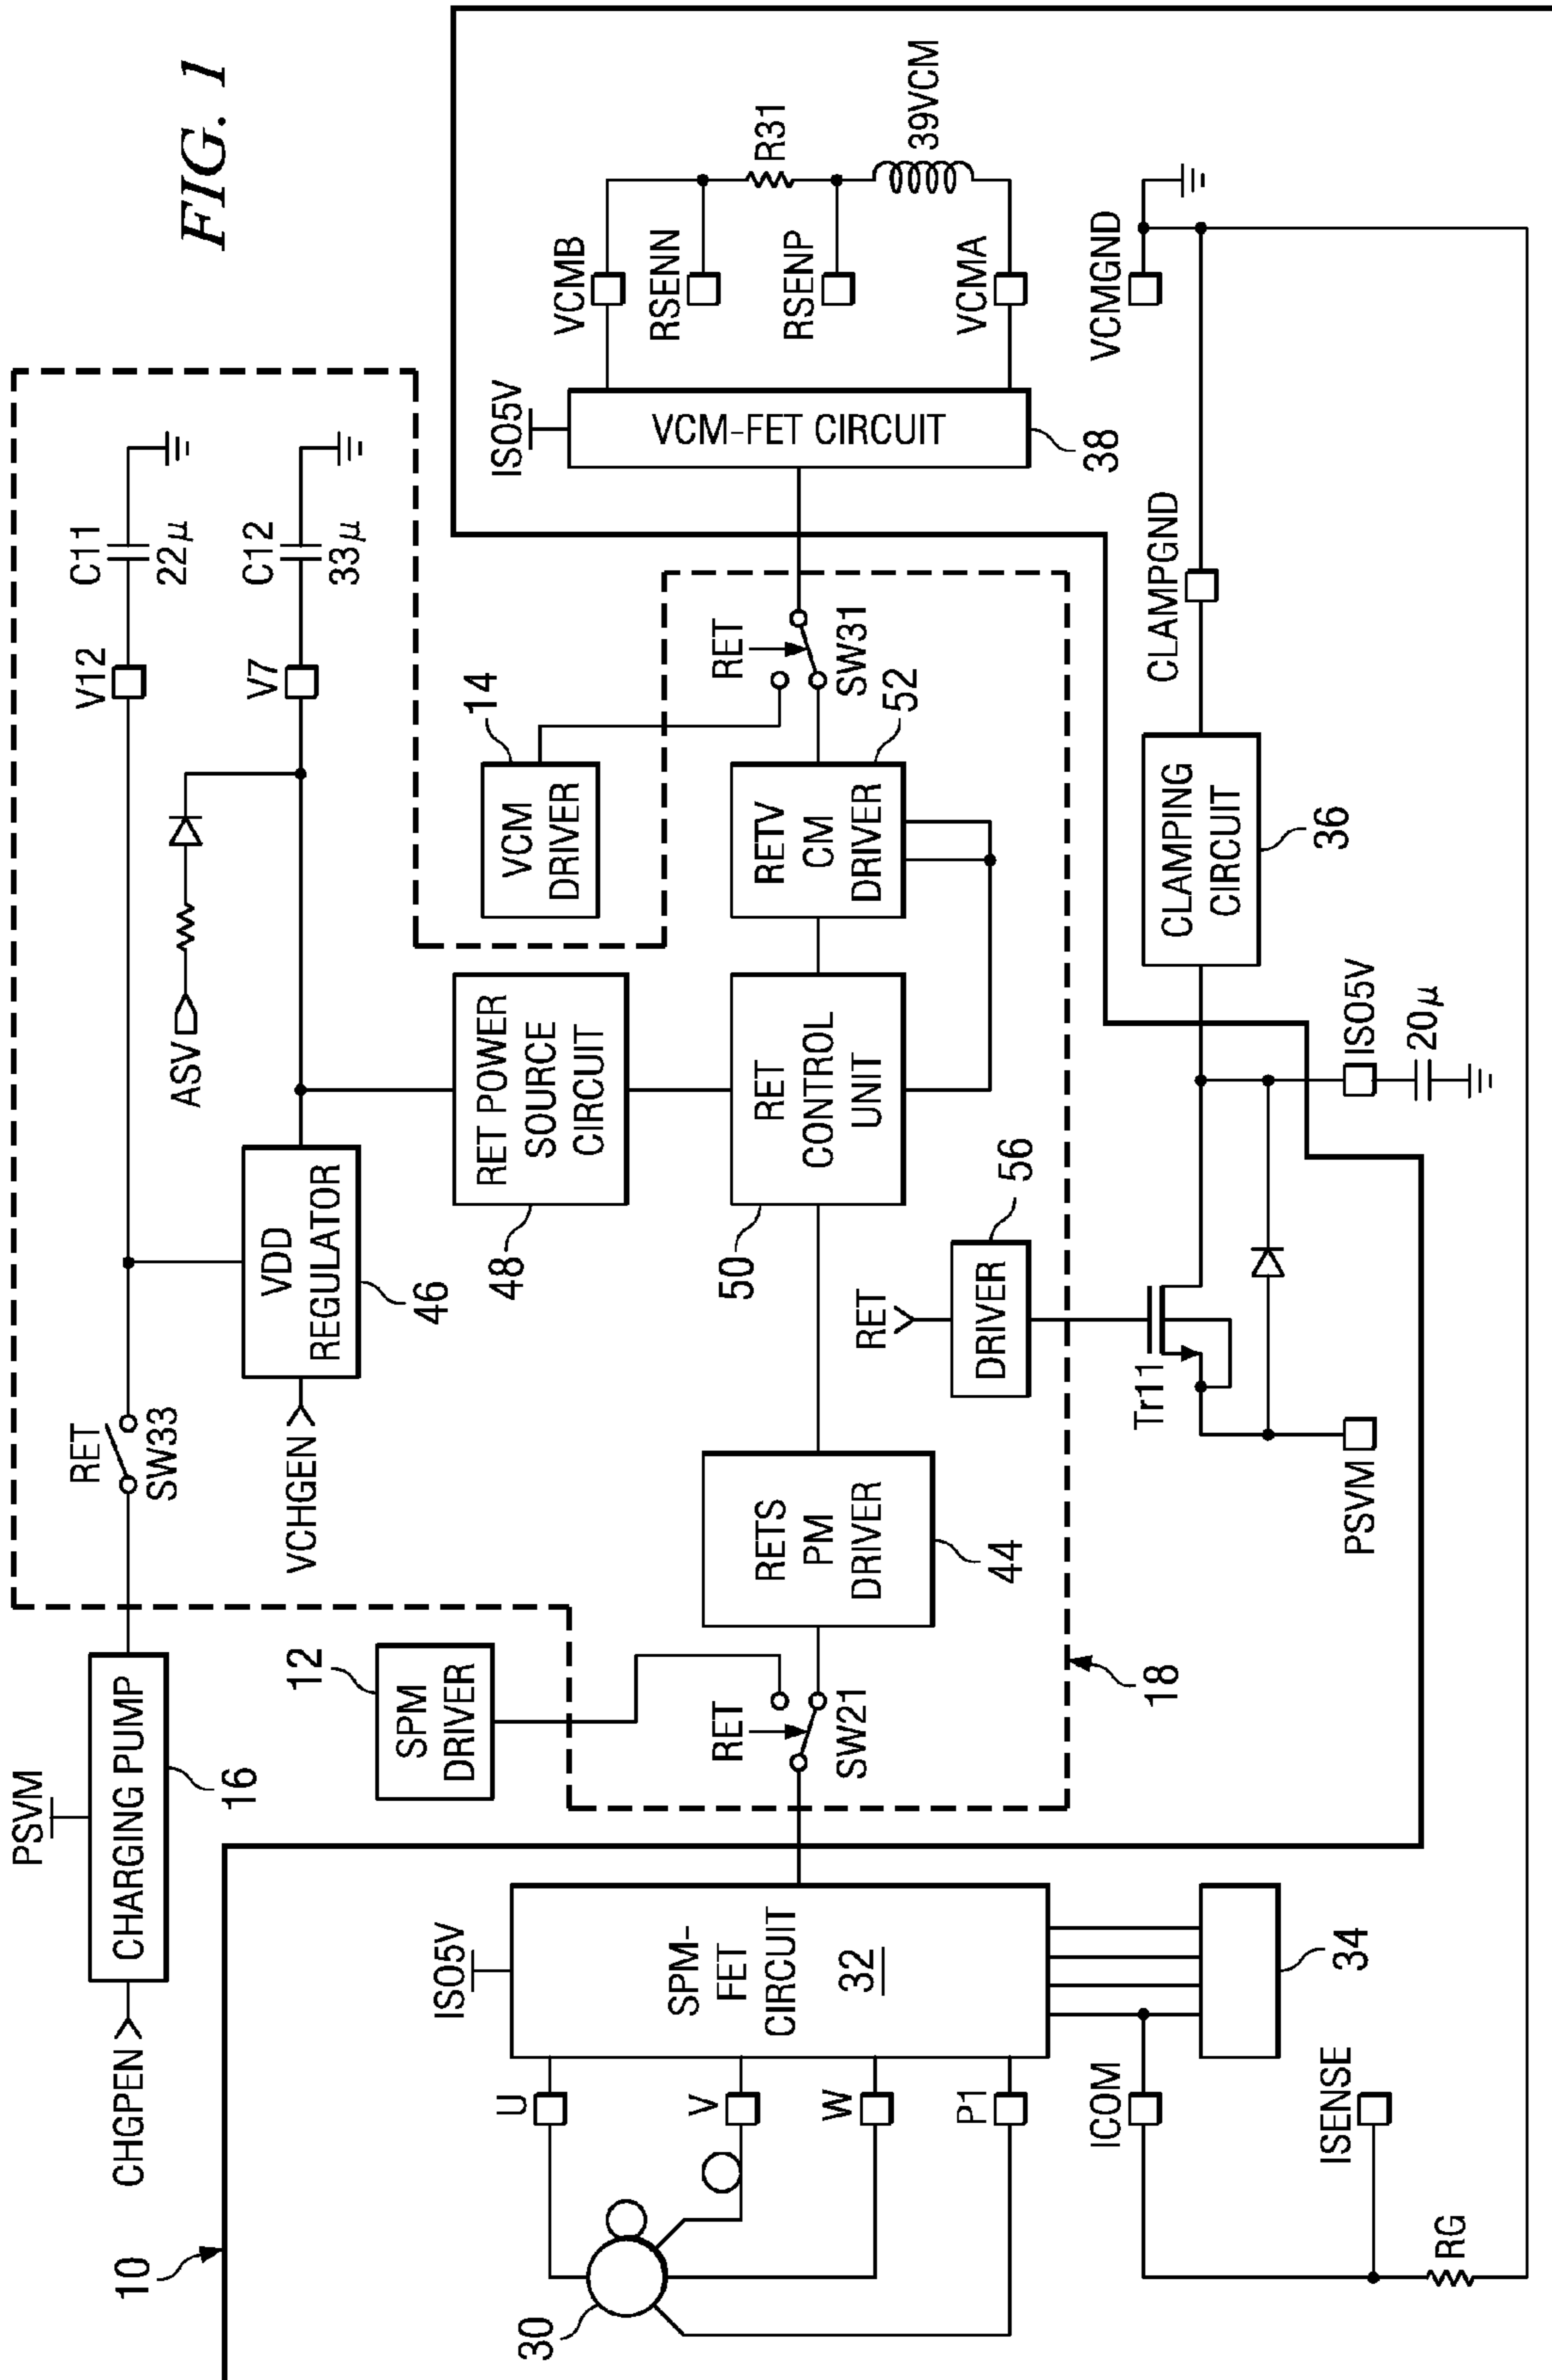 FIG. 1
PSVM
CHGPEN
CHARGING PUMP
16
RET
SW33
V12
C11
22μ
ASV
V7
C12
33μ
VCHGEN
VDD
REGULATOR
46
12
SPM
DRIVER
RET POWER
SOURCE
CIRCUIT
48
14
VCM
DRIVER
10
30
U
V
W
P1
ISO5V
SPM-
FET
CIRCUIT
32
34
ICOM
ISENSE
RG
RET
SW21
RETS
PM
DRIVER
44
RET
CONTROL
UNIT
50
RETV
CM
DRIVER
52
RET
SW31
ISO5V
VCM-FET CIRCUIT
38
VCMB
RSENN
R31
RSENP
39VCM
VCMA
VCMGND
18
RET
DRIVER
56
Tr11
PSVM
ISO5V
20μ
CLAMPING
CIRCUIT
36
CLAMPGND